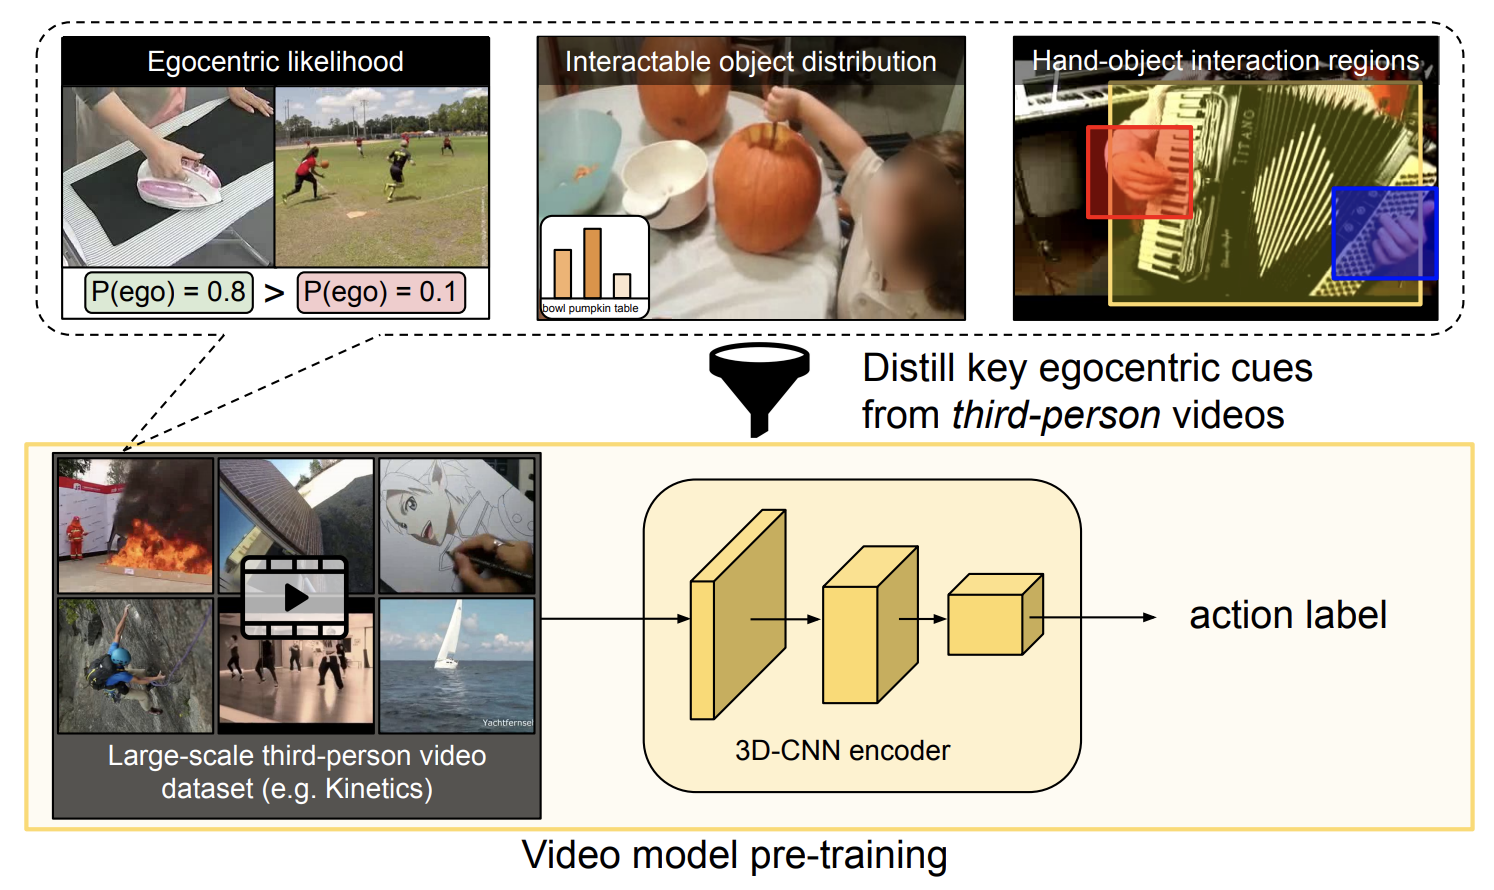 Egocentric likelihood
P(ego) = 0.8 > P(ego) = 0.1
Interactable object distribution
bowl pumpkin table
Hand-object interaction regions
TITANO
Distill key egocentric cues
from third-person videos
Yachtfernseh
Large-scale third-person video
dataset (e.g. Kinetics)
3D-CNN encoder
action label
Video model pre-training